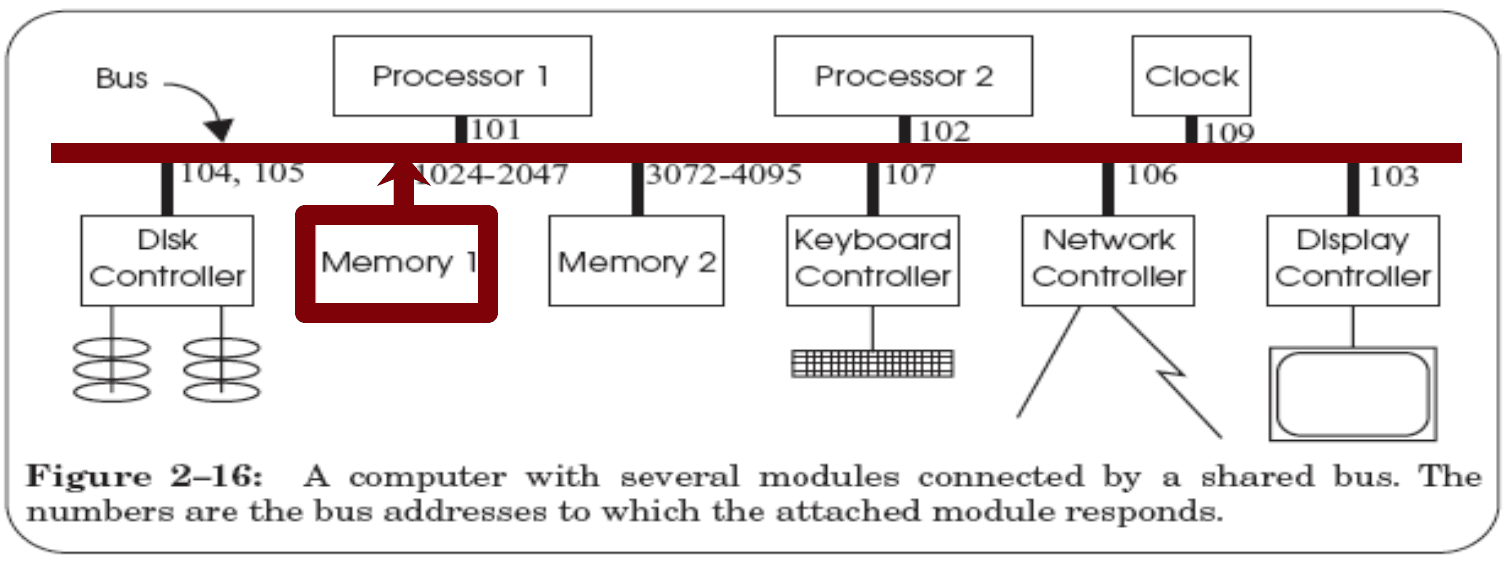 Bus
Processor 1
Processor 2
Clock
101
102
109
104, 105
1024-2047
3072-4095
107
106
103
Disk
Controller
Memory 1
Memory 2
Keyboard
Controller
Network
Controller
Display
Controller
Figure 2–16: A computer with several modules connected by a shared bus. The
numbers are the bus addresses to which the attached module responds.